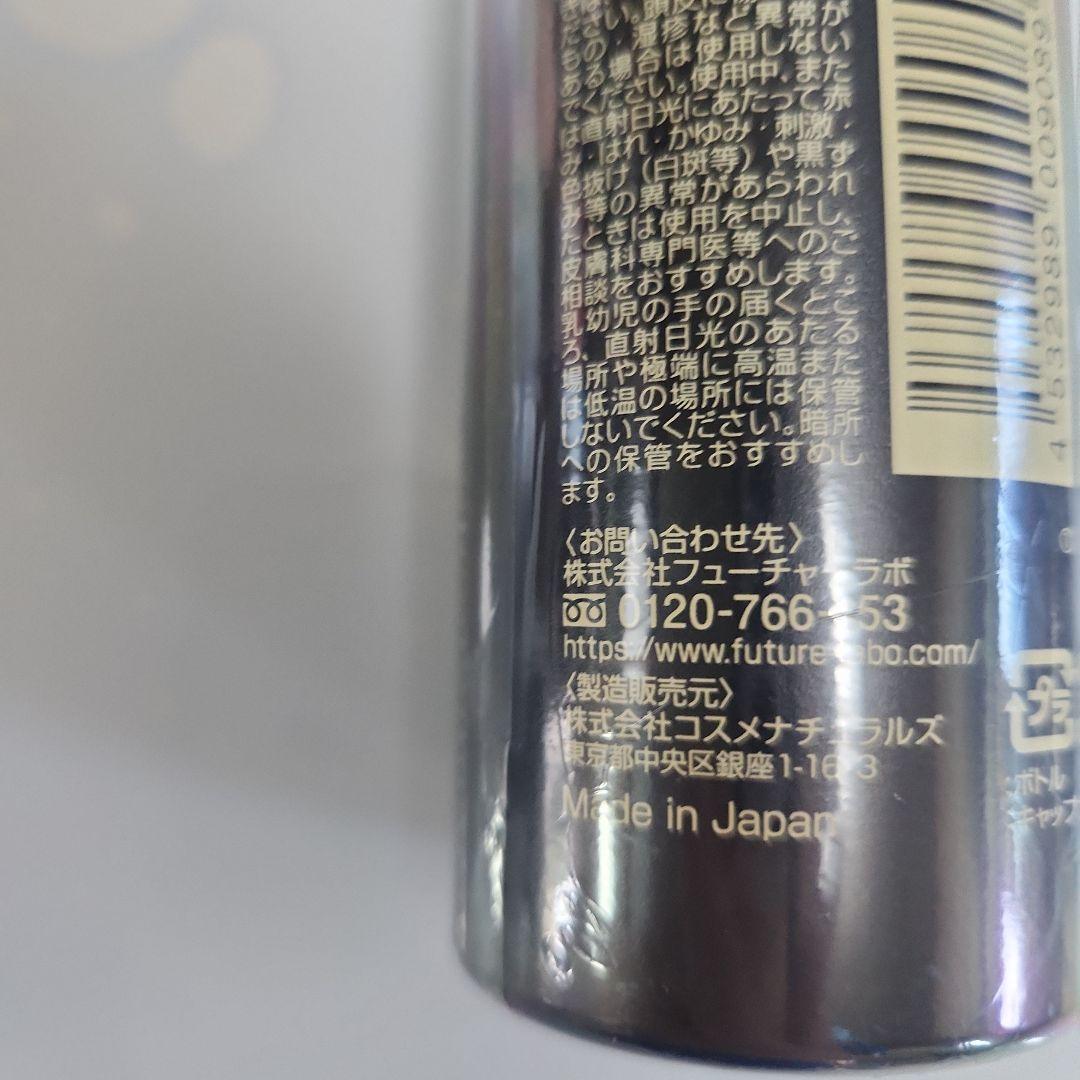 ださい。頭皮に
のる場合は使用しな
あで ください。使用中、また
は直射日光にあたって赤
み・はれ・かゆみ・刺激・
色抜け(白斑等)や黒ず
み等の異常があらわれ
たときは使用を中止し、
皮膚科専門医等へのご
相談をおすすめします。
乳幼児の手の届くとこ
ろ、直射日光のあたる
場所や極端に高温また
は低温の場所には保管
しないでください。暗所
への保管をおすすめし
ます。
〈お問い合わせ先〉
株式会社フューチャーラボ
0120-766-
https://www.future-labo.com/
〈製造販売元〉
株式会社コスメナチュラルズ
東京都中央区銀座1-16-3
Made in Japan
4 532989 009089
プラ
ボトル
キャップ